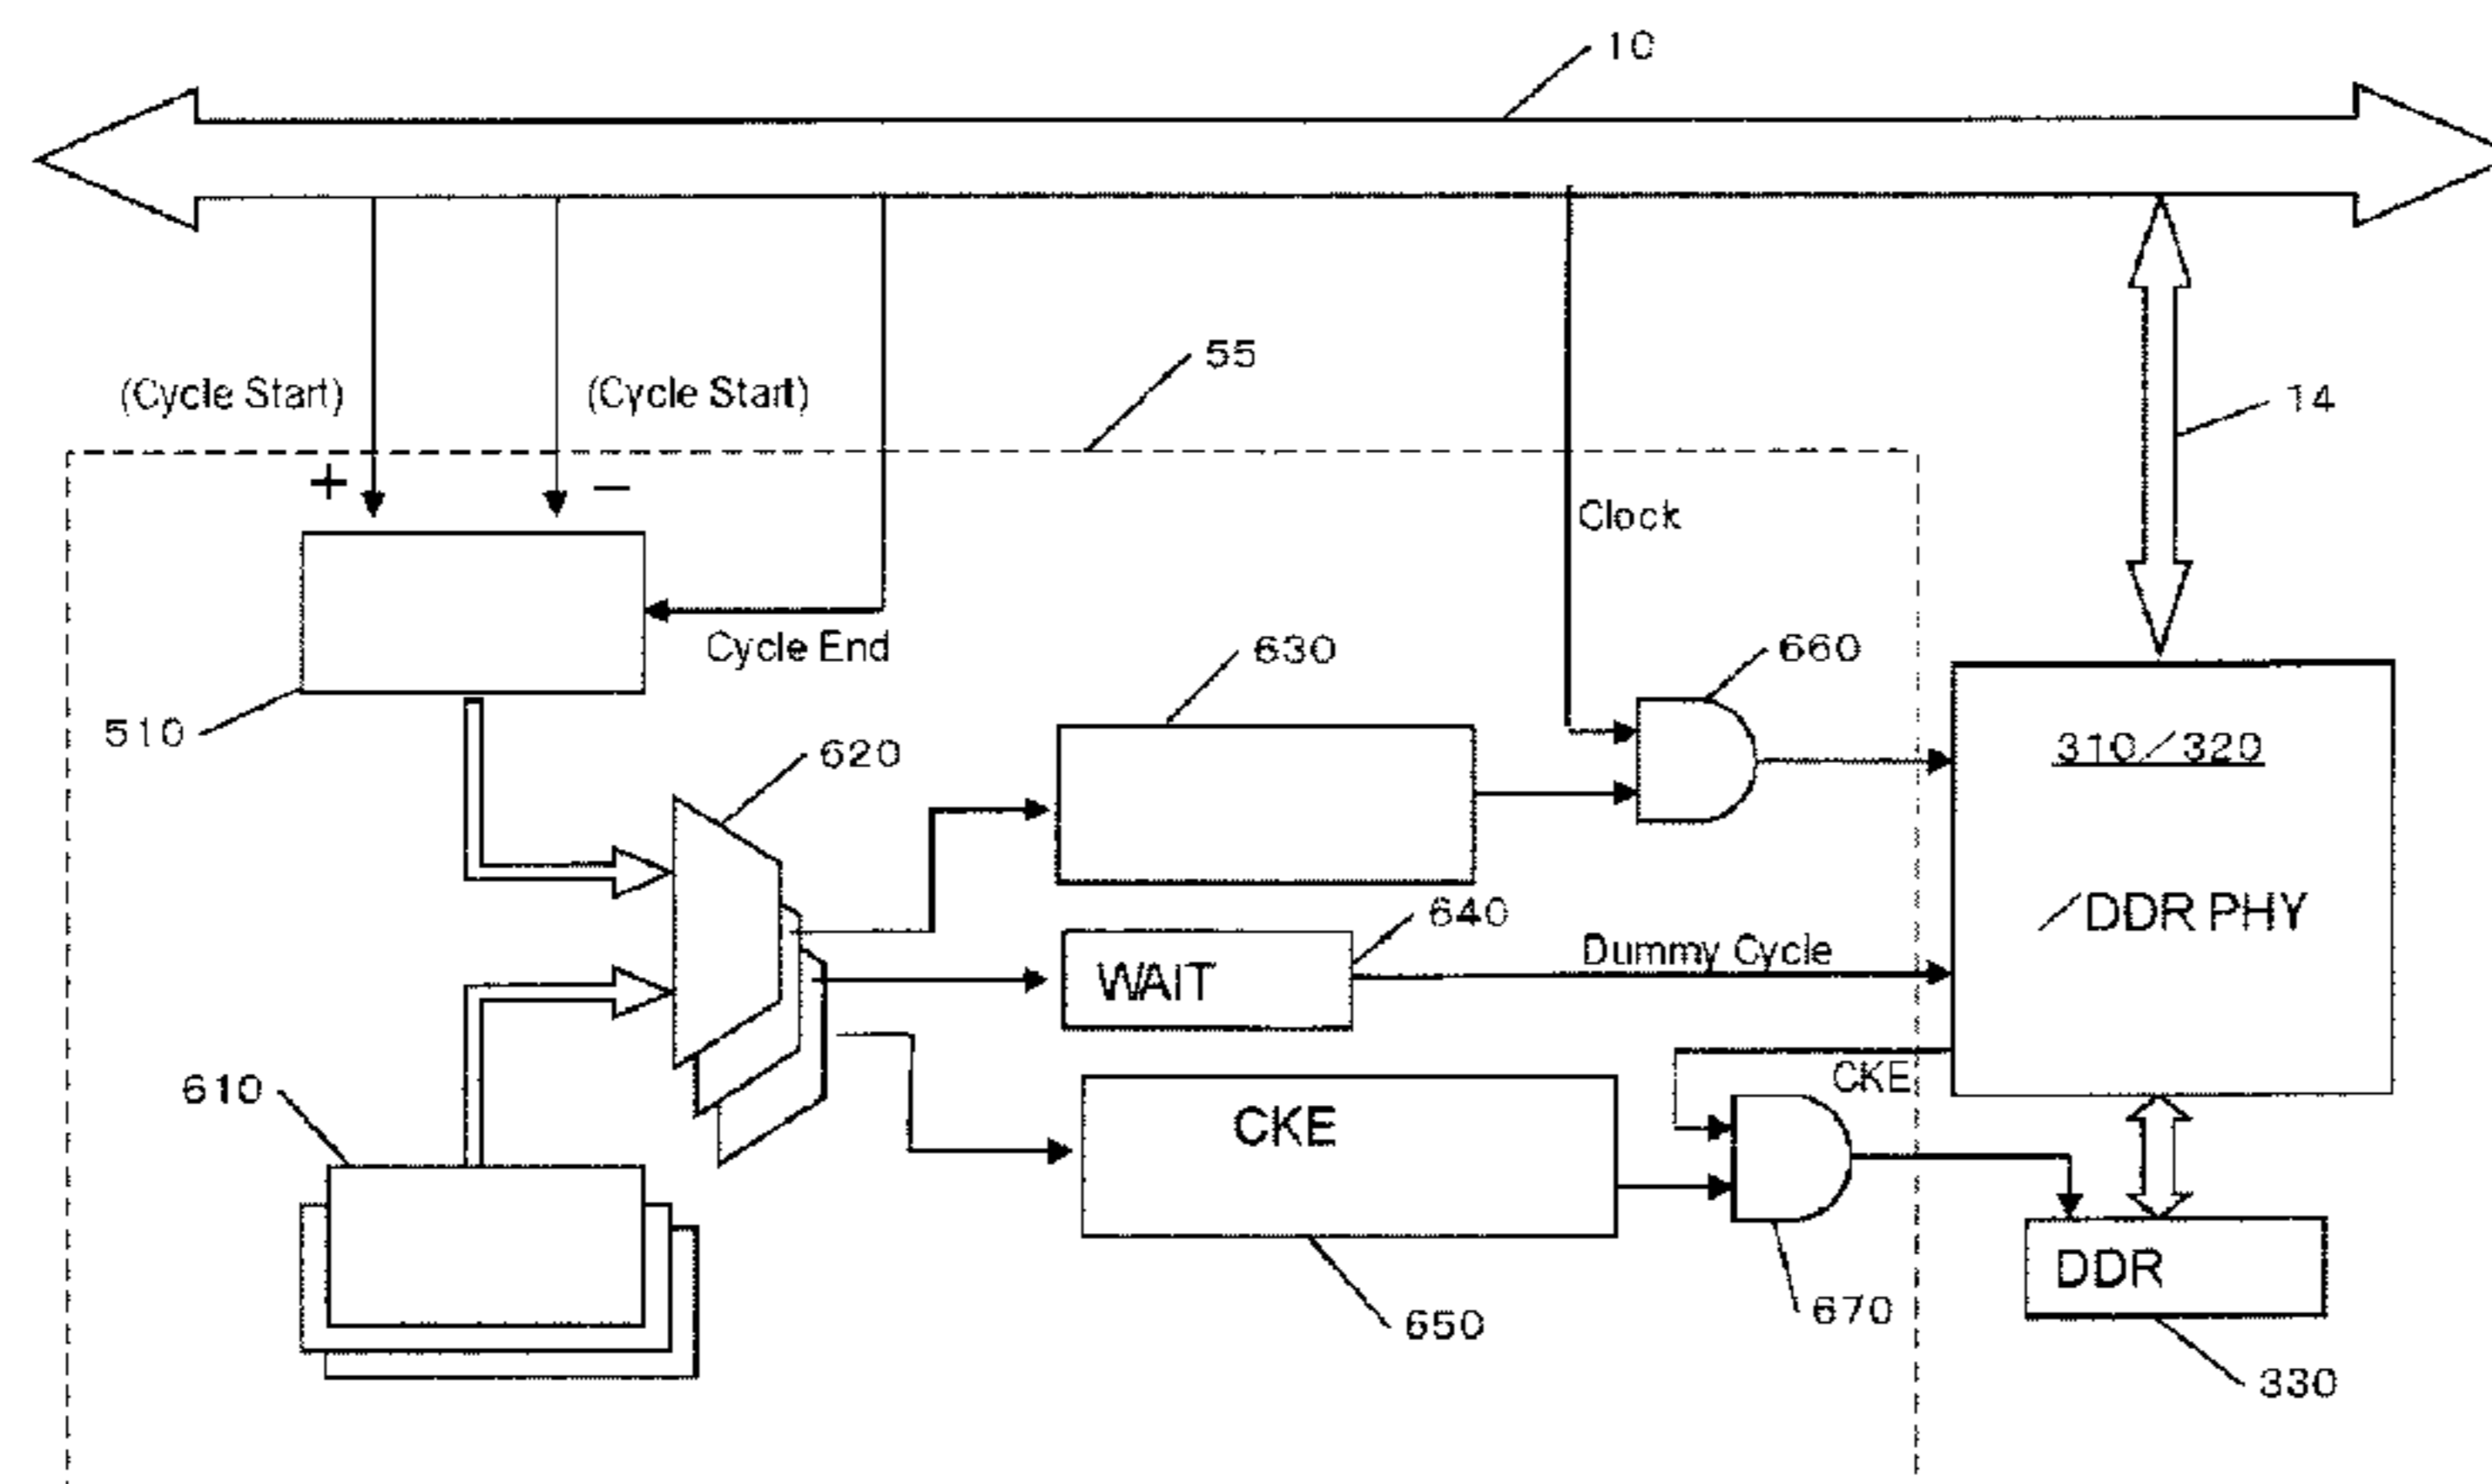 10
55
14
(Cycle Start)
(Cycle Start)
+
−
Clock
Cycle End
510
630
660
620
310／320
／DDR PHY
640
WAIT
Dummy Cycle
CKE
610
CKE
650
670
DDR
330